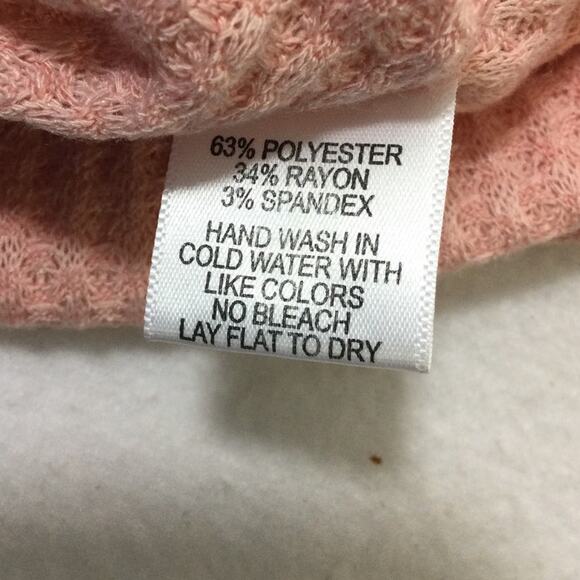 63% POLYESTER
34% RAYON
3% SPANDEX
HAND WASH IN
COLD WATER WITH
LIKE COLORS
NO BLEACH
LAY FLAT TO DRY